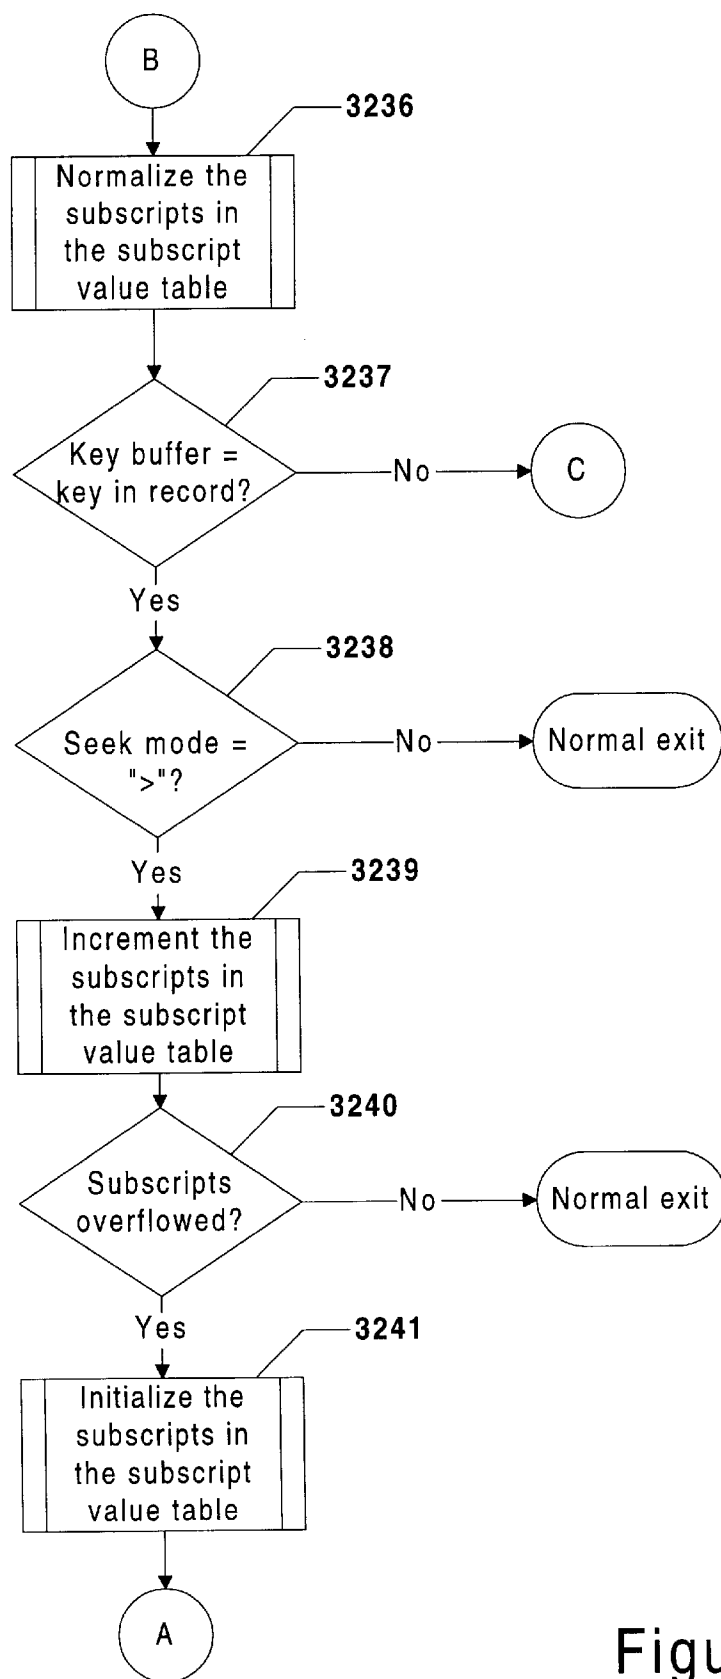 B
3236
Normalize the
subscripts in
the subscript
value table
3237
Key buffer =
key in record?
No
C
Yes
3238
Seek mode =
">"?
No
Normal exit
Yes
3239
Increment the
subscripts in
the subscript
value table
3240
Subscripts
overflowed?
No
Normal exit
Yes
3241
Initialize the
subscripts in
the subscript
value table
A
Figu